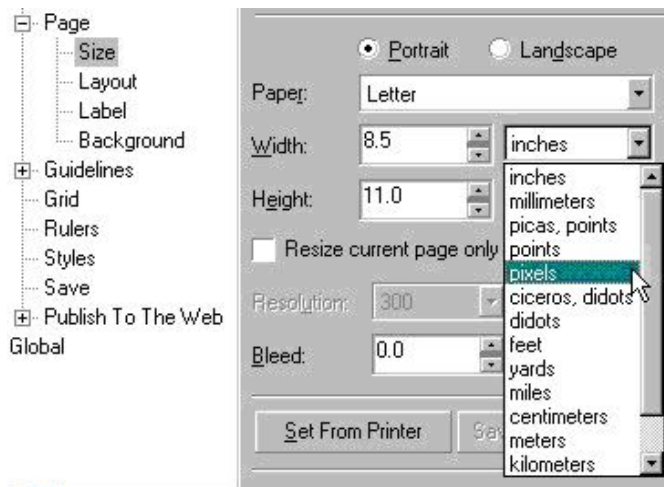 Page
Size
Layout
Label
Background
Guidelines
Grid
Rulers
Styles
Save
Publish To The Web
Global
Portrait Landscape
Paper: Letter
Width: 8.5 inches
Height: 11.0
Resize current page only
Resolution: 300
Bleed: 0.0
Set From Printer
inches
millimeters
picas, points
points
pixels
ciceros, didots
didots
feet
yards
miles
centimeters
meters
kilometers